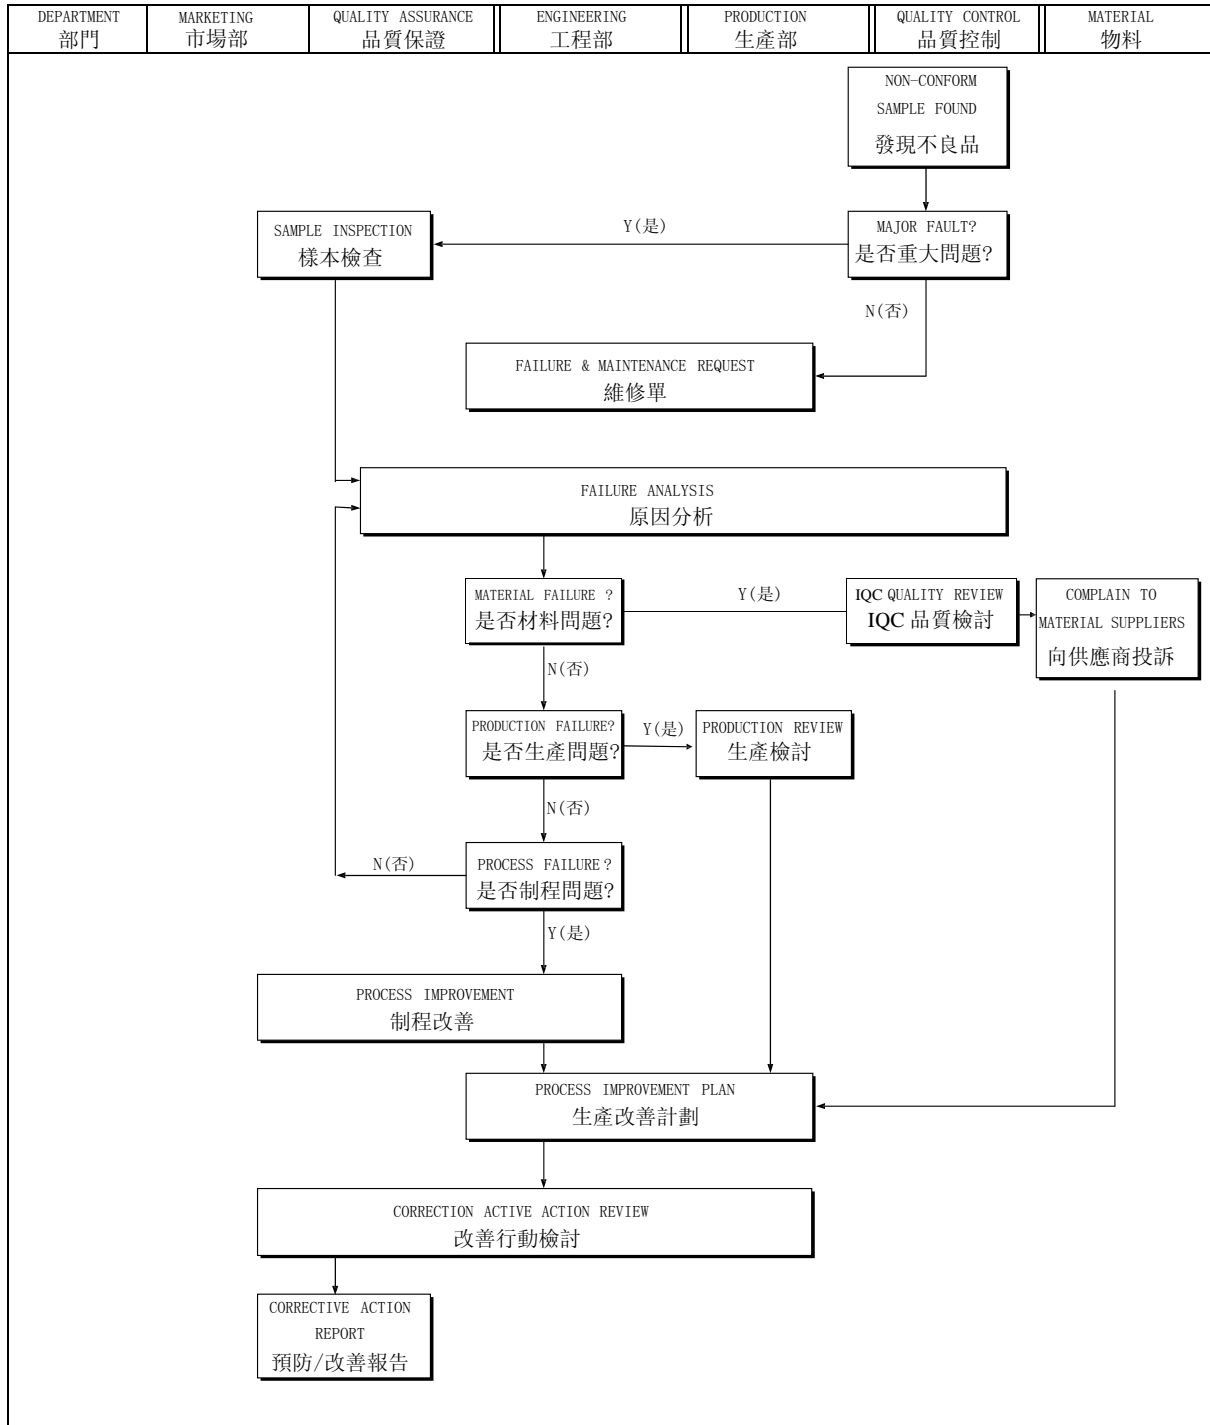 DEPARTMENT
部門
MARKETING
市場部
QUALITY ASSURANCE
品質保證
ENGINEERING
工程部
PRODUCTION
生產部
QUALITY CONTROL
品質控制
MATERIAL
物料
NON-CONFORM
SAMPLE FOUND
發現不良品
SAMPLE INSPECTION
樣本檢查
Y(是)
MAJOR FAULT?
是否重大問題?
N(否)
FAILURE & MAINTENANCE REQUEST
維修單
FAILURE ANALYSIS
原因分析
MATERIAL FAILURE ?
是否材料問題?
Y(是)
IQC QUALITY REVIEW
IQC 品質檢討
COMPLAIN TO
MATERIAL SUPPLIERS
向供應商投訴
N(否)
PRODUCTION FAILURE?
是否生產問題?
Y(是)
PRODUCTION REVIEW
生產檢討
N(否)
N(否)
PROCESS FAILURE ?
是否制程問題?
Y(是)
PROCESS IMPROVEMENT
制程改善
PROCESS IMPROVEMENT PLAN
生產改善計劃
CORRECTION ACTIVE ACTION REVIEW
改善行動檢討
CORRECTIVE ACTION
REPORT
預防/改善報告